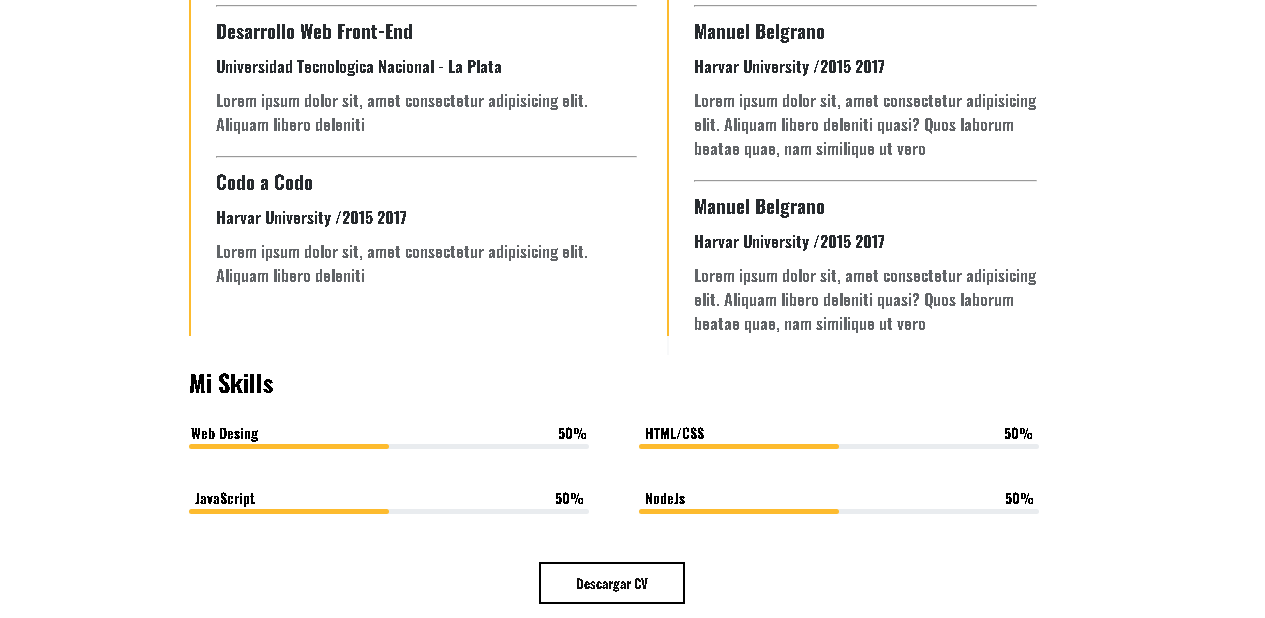 Desarrollo Web Front-End
Universidad Tecnologica Nacional - La Plata
Lorem ipsum dolor sit, amet consectetur adipisicing elit.
Aliquam libero deleniti
Codo a Codo
Harvar University /2015 2017
Lorem ipsum dolor sit, amet consectetur adipisicing elit.
Aliquam libero deleniti
Manuel Belgrano
Harvar University /2015 2017
Lorem ipsum dolor sit, amet consectetur adipisicing
elit. Aliquam libero deleniti quasi? Quos laborum
beatae quae, nam similique ut vero
Manuel Belgrano
Harvar University /2015 2017
Lorem ipsum dolor sit, amet consectetur adipisicing
elit. Aliquam libero deleniti quasi? Quos laborum
beatae quae, nam similique ut vero
Mi Skills
Web Desing 50%
HTML/CSS 50%
JavaScript 50%
NodeJs 50%
Descargar CV